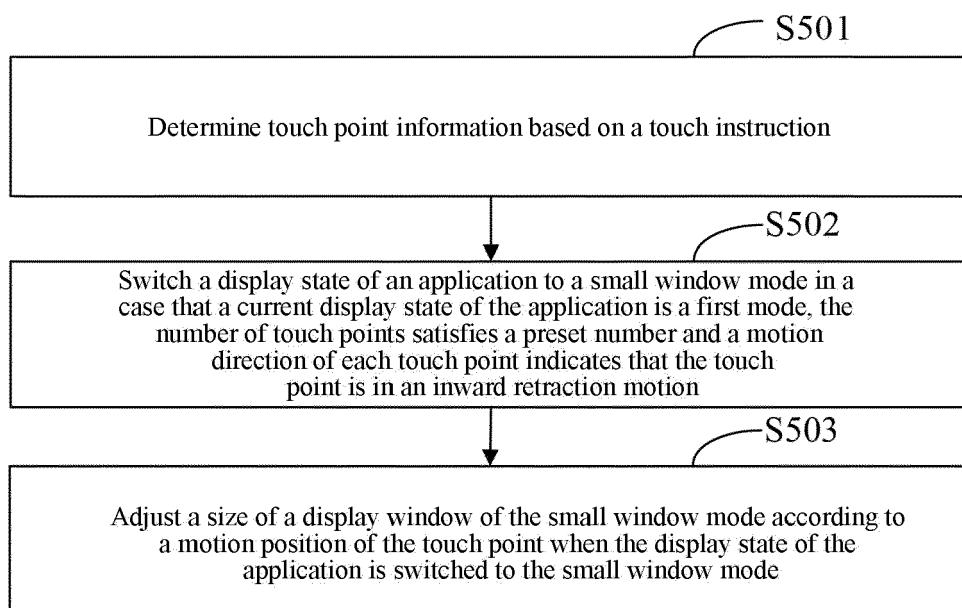 S501
Determine touch point information based on a touch instruction
S502
Switch a display state of an application to a small window mode in a
case that a current display state of the application is a first mode, the
number of touch points satisfies a preset number and a motion
direction of each touch point indicates that the touch
point is in an inward retraction motion
S503
Adjust a size of a display window of the small window mode according to
a motion position of the touch point when the display state of the
application is switched to the small window mode